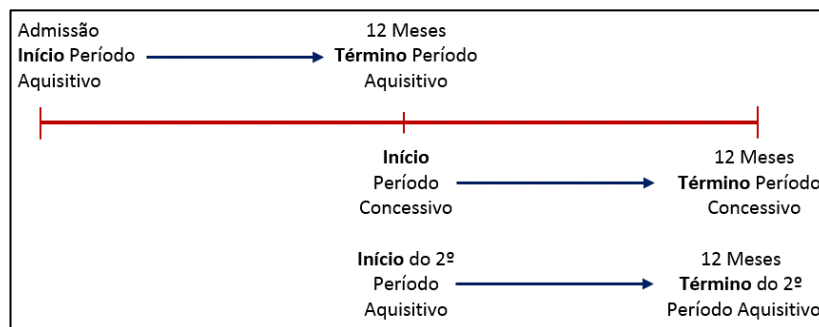 Admissão
Início Período
Aquisitivo
12 Meses
Término Período
Aquisitivo
Início
Período
Concessivo
12 Meses
Término Período
Concessivo
Início do 2º
Período
Aquisitivo
12 Meses
Término do 2º
Período Aquisitivo